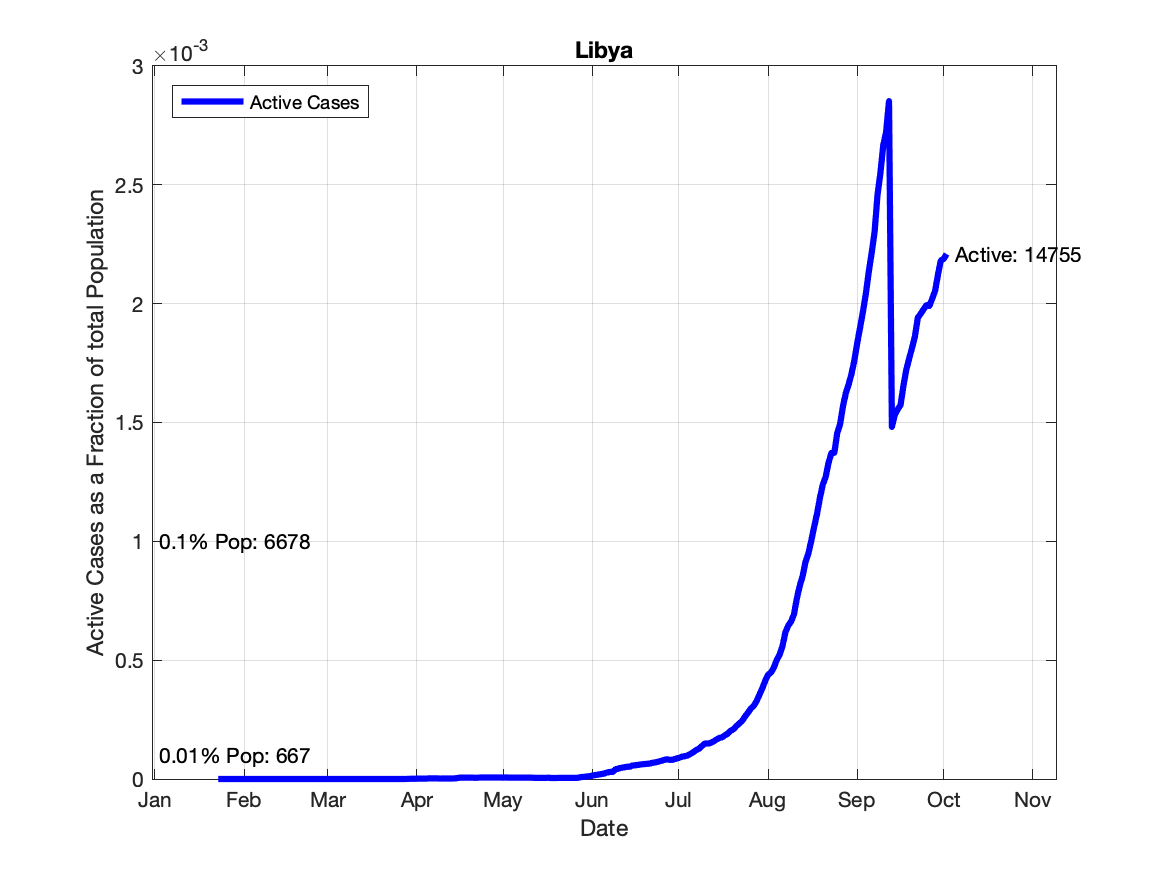 Libya
×10-3
3
2.5
2
1.5
1
0.5
0
Active Cases as a Fraction of total Population
Active Cases
Active: 14755
0.1% Pop: 6678
0.01% Pop: 667
Jan Feb Mar Apr May Jun Jul Aug Sep Oct Nov
Date